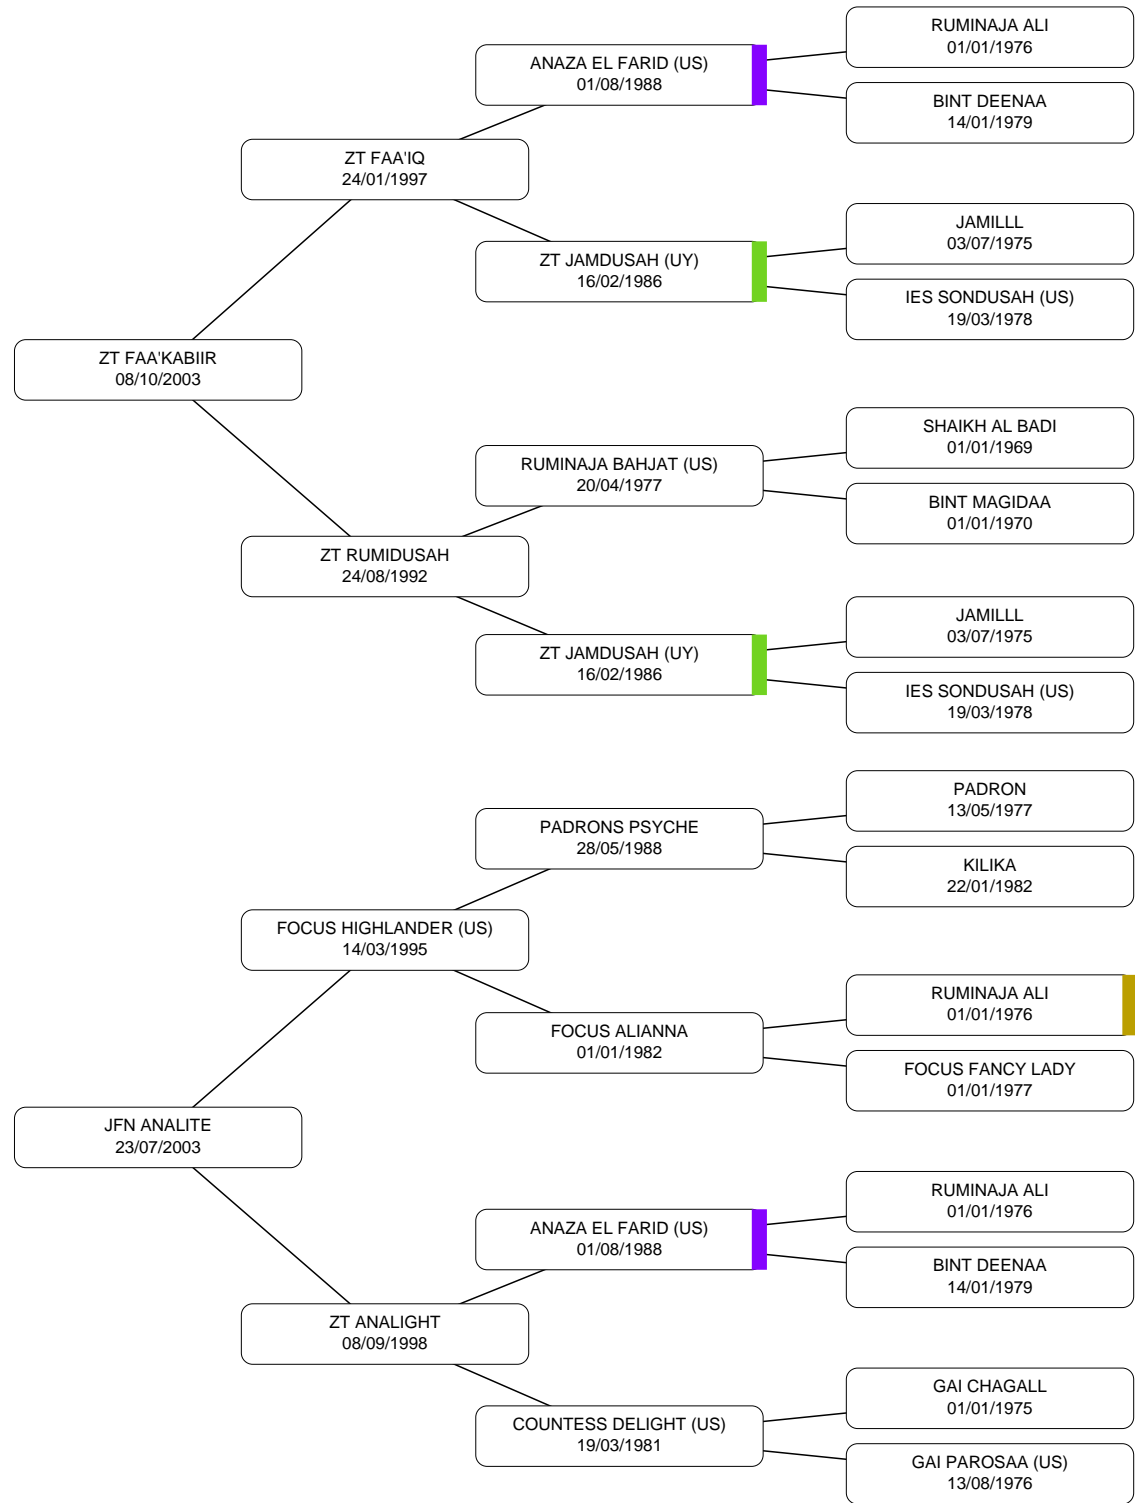 RUMINAJA ALI
01/01/1976
ANAZA EL FARID (US)
01/08/1988
BINT DEENAA
14/01/1979
ZT FAA'IQ
24/01/1997
JAMILLL
03/07/1975
ZT JAMDUSAH (UY)
16/02/1986
IES SONDUSAH (US)
19/03/1978
ZT FAA'KABIIR
08/10/2003
SHAIKH AL BADI
01/01/1969
RUMINAJA BAHJAT (US)
20/04/1977
BINT MAGIDAA
01/01/1970
ZT RUMIDUSAH
24/08/1992
JAMILLL
03/07/1975
ZT JAMDUSAH (UY)
16/02/1986
IES SONDUSAH (US)
19/03/1978
PADRON
13/05/1977
PADRONS PSYCHE
28/05/1988
KILIKA
22/01/1982
FOCUS HIGHLANDER (US)
14/03/1995
RUMINAJA ALI
01/01/1976
FOCUS ALIANNA
01/01/1982
FOCUS FANCY LADY
01/01/1977
JFN ANALITE
23/07/2003
RUMINAJA ALI
01/01/1976
ANAZA EL FARID (US)
01/08/1988
BINT DEENAA
14/01/1979
ZT ANALIGHT
08/09/1998
GAI CHAGALL
01/01/1975
COUNTESS DELIGHT (US)
19/03/1981
GAI PAROSAA (US)
13/08/1976